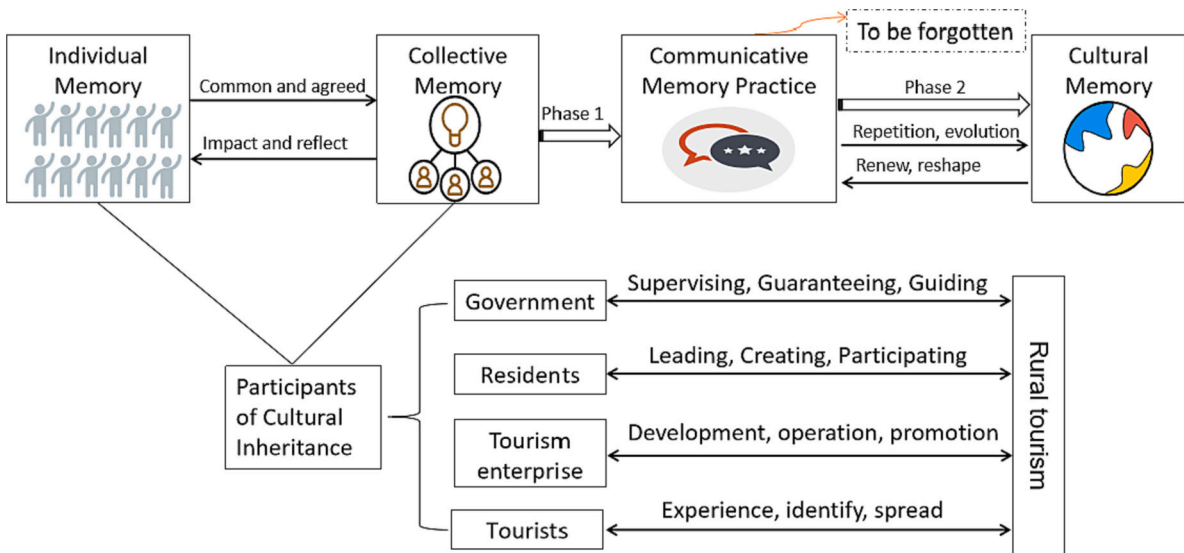 To be forgotten
Individual
Memory
Common and agreed
Impact and reflect
Collective
Memory
Phase 1
Communicative
Memory Practice
Phase 2
Repetition, evolution
Renew, reshape
Cultural
Memory
Participants
of Cultural
Inheritance
Government
Supervising, Guaranteeing, Guiding
Residents
Leading, Creating, Participating
Tourism
enterprise
Development, operation, promotion
Tourists
Experience, identify, spread
Rural tourism